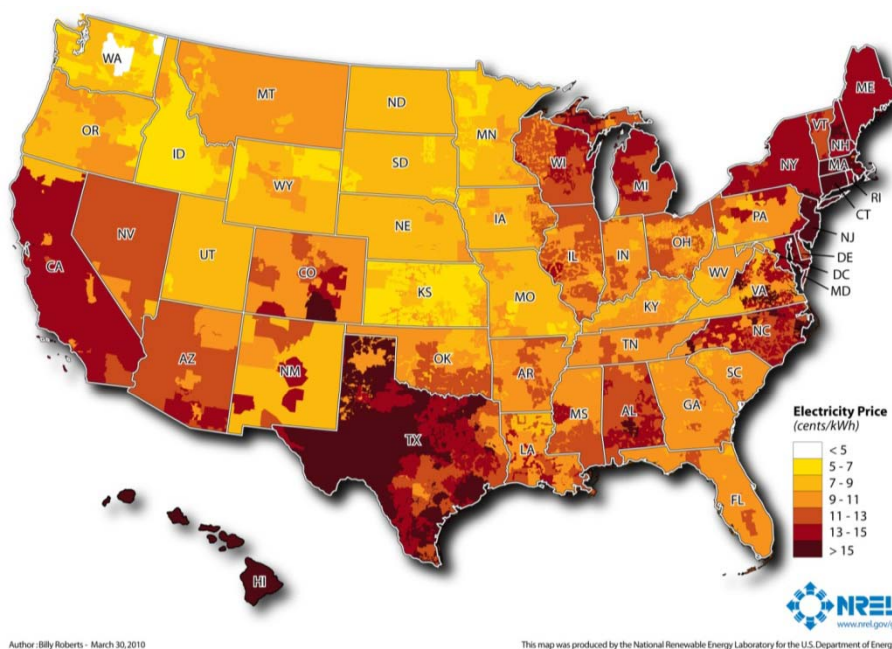 WA
MT
ND
MN
ME
OR
ID
SD
WI
MI
VT
NH
NY
MA
RI
CT
WY
IA
NE
PA
NJ
NV
UT
CO
IL
IN
OH
DE
DC
MD
WV
VA
CA
KS
MO
KY
NC
TN
AZ
NM
OK
AR
SC
MS
AL
GA
TX
LA
FL
HI
Electricity Price
(cents/kWh)
< 5
5 - 7
7 - 9
9 - 11
11 - 13
13 - 15
> 15
NREL
www.nrel.gov/g
Author : Billy Roberts - March 30, 2010
This map was produced by the National Renewable Energy Laboratory for the U.S. Department of Energ